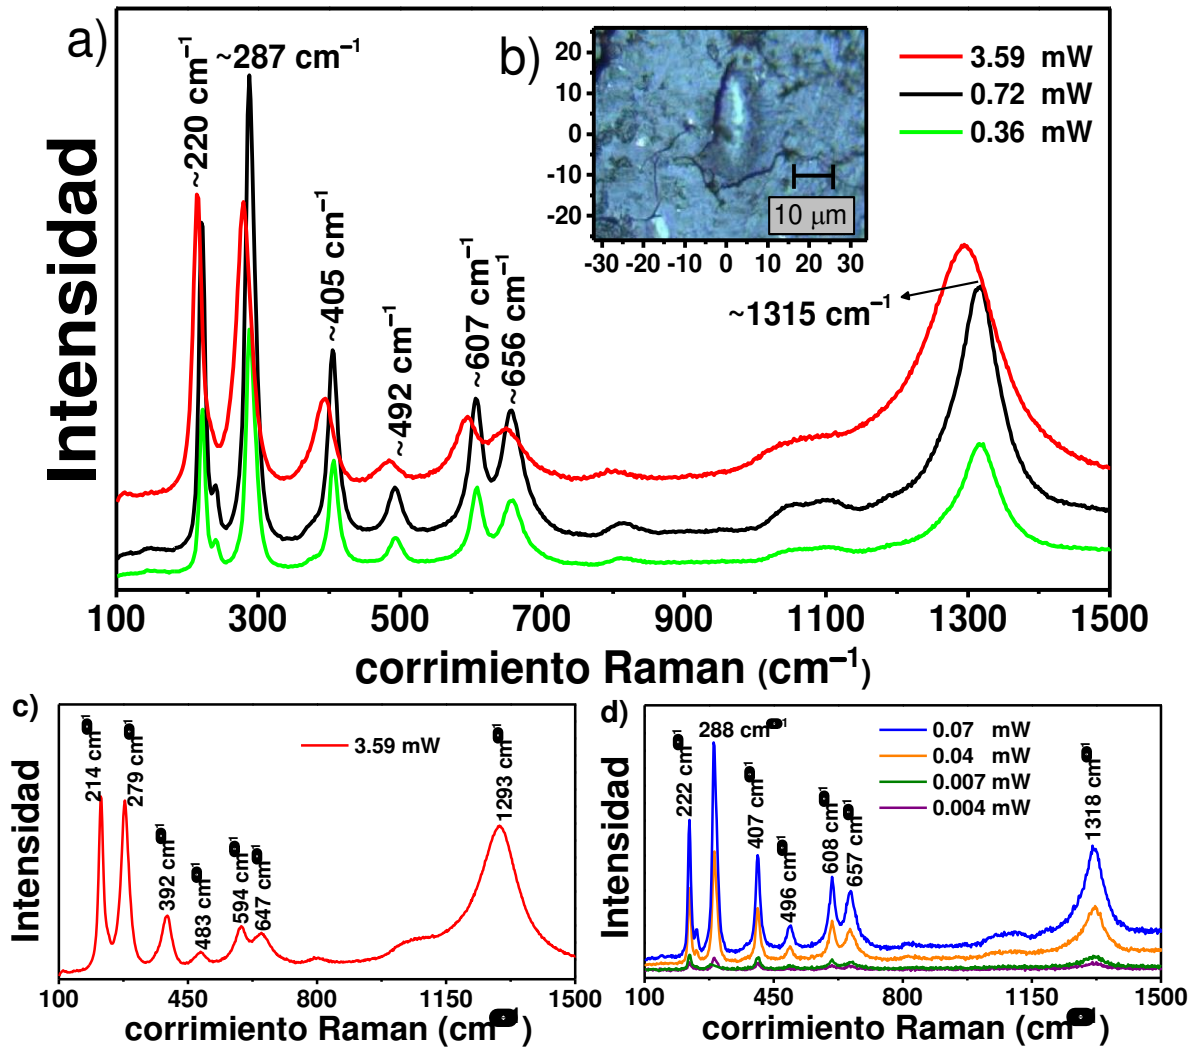 a)
~220 cm⁻¹
~287 cm⁻¹
~405 cm⁻¹
~492 cm⁻¹
~607 cm⁻¹
~656 cm⁻¹
~1315 cm⁻¹
3.59 mW
0.72 mW
0.36 mW
Intensidad
100 300 500 700 900 1100 1300 1500
corrimiento Raman (cm⁻¹)
b)
20
10
0
-10
-20
10 μm
-30 -20 -10 0 10 20 30
c)
214 cm
279 cm
392 cm
483 cm
594 cm
647 cm
1293 cm
3.59 mW
Intensidad
100 450 800 1150 1500
corrimiento Raman (cm )
d)
222 cm
288 cm
407 cm
496 cm
608 cm
657 cm
1318 cm
0.07 mW
0.04 mW
0.007 mW
0.004 mW
Intensidad
100 450 800 1150 1500
corrimiento Raman (cm )